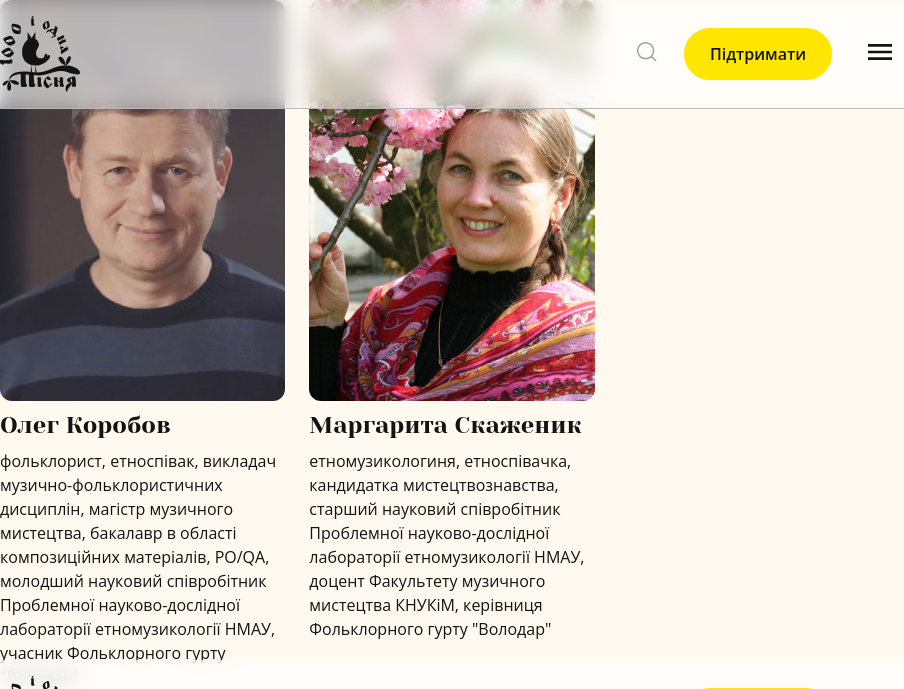 1000
і одна
пісня
Підтримати
Олег Коробов
фольклорист, етноспівак, викладач
музично-фольклористичних
дисциплін, магістр музичного
мистецтва, бакалавр в області
композиційних матеріалів, PO/QA,
молодший науковий співробітник
Проблемної науково-дослідної
лабораторії етномузикології НМАУ,
учасник Фольклорного гурту
Маргарита Скаженик
етномузикологиня, етноспівачка,
кандидатка мистецтвознавства,
старший науковий співробітник
Проблемної науково-дослідної
лабораторії етномузикології НМАУ,
доцент Факультету музичного
мистецтва КНУКіМ, керівниця
Фольклорного гурту "Володар"